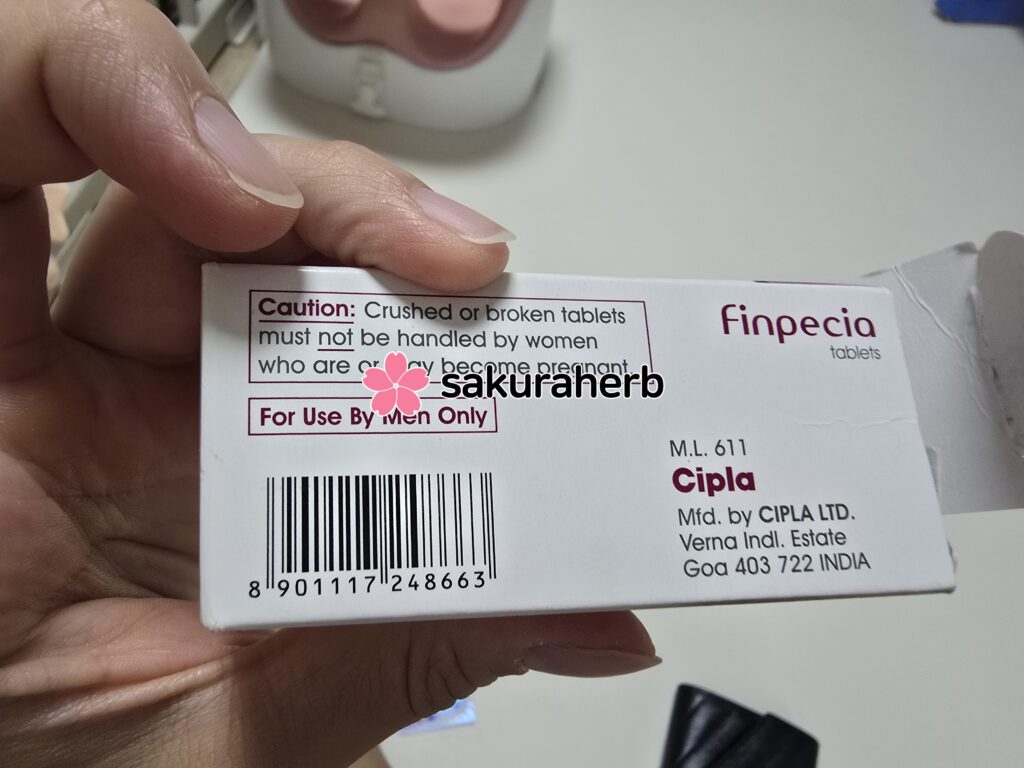 Caution: Crushed or broken tablets
must not be handled by women
who are or may become pregnant
For Use By Men Only
sakuraherb
8 901117 248663
Finpecia
tablets
M.L. 611
Cipla
Mfd. by CIPLA LTD.
Verna Indl. Estate
Goa 403 722 INDIA